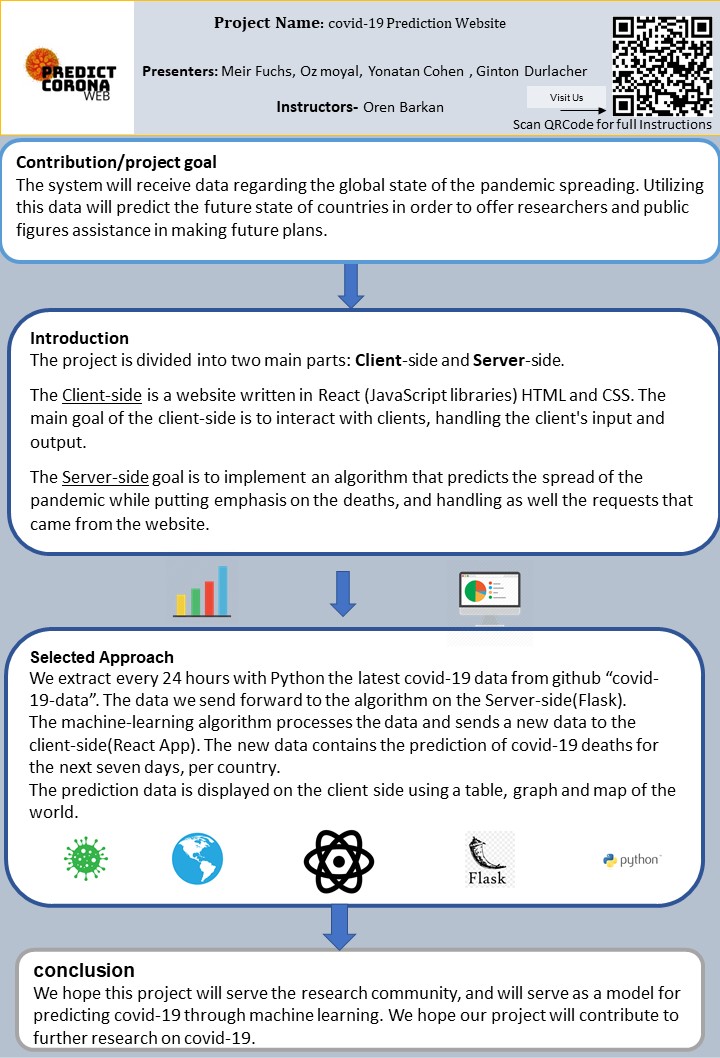 Project Name: covid-19 Prediction Website
PREDICT
CORONA
WEB
Presenters: Meir Fuchs, Oz moyal, Yonatan Cohen , Ginton Durlacher
Instructors- Oren Barkan
Visit Us
Scan QRCode for full Instructions
Contribution/project goal
The system will receive data regarding the global state of the pandemic spreading. Utilizing
this data will predict the future state of countries in order to offer researchers and public
figures assistance in making future plans.
Introduction
The project is divided into two main parts: Client-side and Server-side.
The Client-side is a website written in React (JavaScript libraries) HTML and CSS. The
main goal of the client-side is to interact with clients, handling the client's input and
output.
The Server-side goal is to implement an algorithm that predicts the spread of the
pandemic while putting emphasis on the deaths, and handling as well the requests that
came from the website.
Selected Approach
We extract every 24 hours with Python the latest covid-19 data from github “covid-
19-data”. The data we send forward to the algorithm on the Server-side(Flask).
The machine-learning algorithm processes the data and sends a new data to the
client-side(React App). The new data contains the prediction of covid-19 deaths for
the next seven days, per country.
The prediction data is displayed on the client side using a table, graph and map of the
world.
Flask
python
conclusion
We hope this project will serve the research community, and will serve as a model for
predicting covid-19 through machine learning. We hope our project will contribute to
further research on covid-19.